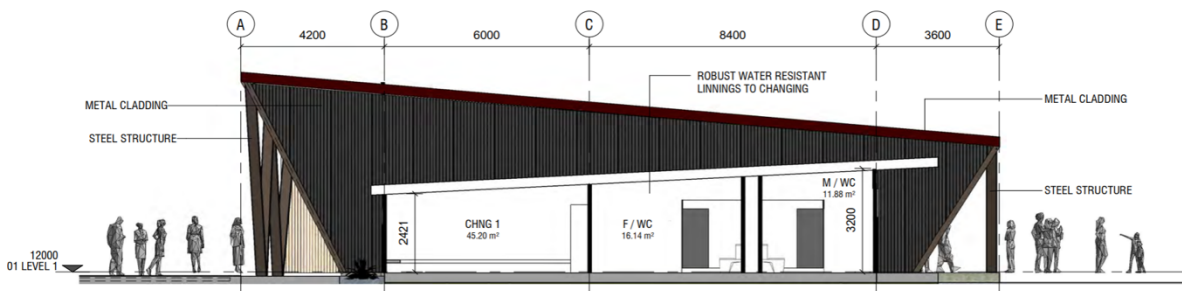 A
B
C
D
E
4200
6000
8400
3600
METAL CLADDING
STEEL STRUCTURE
ROBUST WATER RESISTANT
LINNINGS TO CHANGING
METAL CLADDING
STEEL STRUCTURE
2421
CHNG 1
45.20 m²
F / WC
16.14 m²
M / WC
11.88 m²
3200
12000
01 LEVEL 1